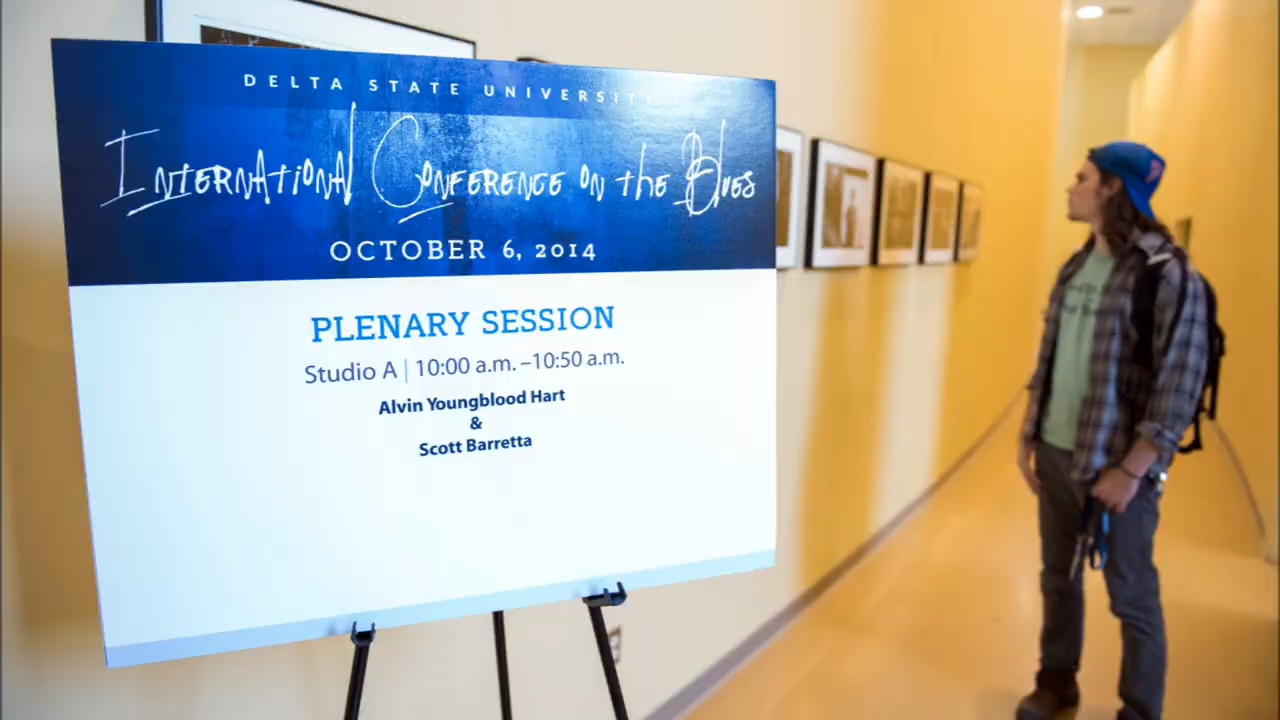 DELTA STATE UNIVERSITY
International Conference on the Blues
OCTOBER 6, 2014
PLENARY SESSION
Studio A | 10:00 a.m. –10:50 a.m.
Alvin Youngblood Hart
&
Scott Barretta